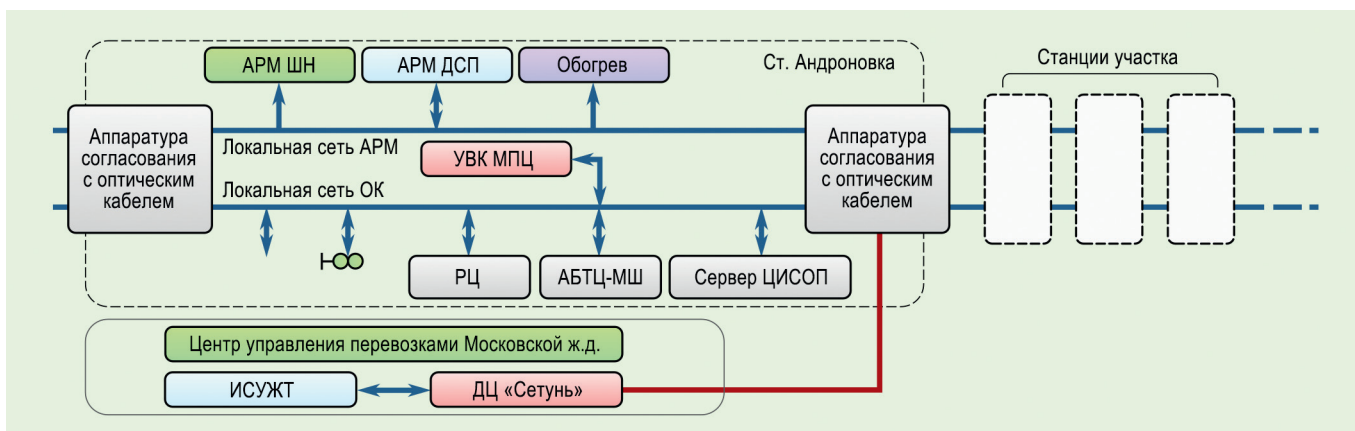 АРМ ШН
АРМ ДСП
Обогрев
Ст. Андроновка
Станции участка
Аппаратура
согласования
с оптическим
кабелем
Локальная сеть АРМ
УВК МПЦ
Локальная сеть ОК
Аппаратура
согласования
с оптическим
кабелем
РЦ
АБТЦ-МШ
Сервер ЦИСОП
Центр управления перевозками Московской ж.д.
ИСУЖТ
ДЦ «Сетунь»